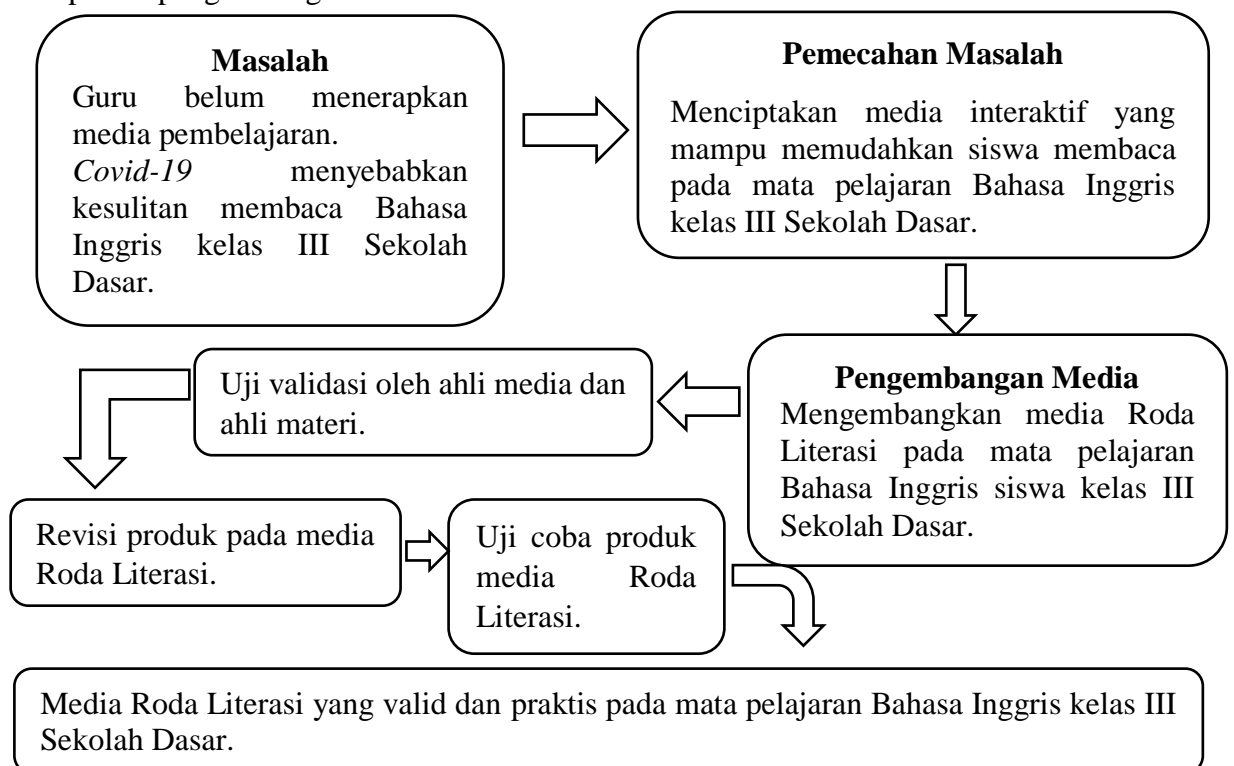 Masalah
Guru belum menerapkan
media pembelajaran.
Covid-19 menyebabkan
kesulitan membaca Bahasa
Inggris kelas III Sekolah
Dasar.
Pemecahan Masalah
Menciptakan media interaktif yang
mampu memudahkan siswa membaca
pada mata pelajaran Bahasa Inggris
kelas III Sekolah Dasar.
Pengembangan Media
Mengembangkan media Roda
Literasi pada mata pelajaran
Bahasa Inggris siswa kelas III
Sekolah Dasar.
Uji validasi oleh ahli media dan
ahli materi.
Revisi produk pada media
Roda Literasi.
Uji coba produk
media Roda
Literasi.
Media Roda Literasi yang valid dan praktis pada mata pelajaran Bahasa Inggris kelas III
Sekolah Dasar.